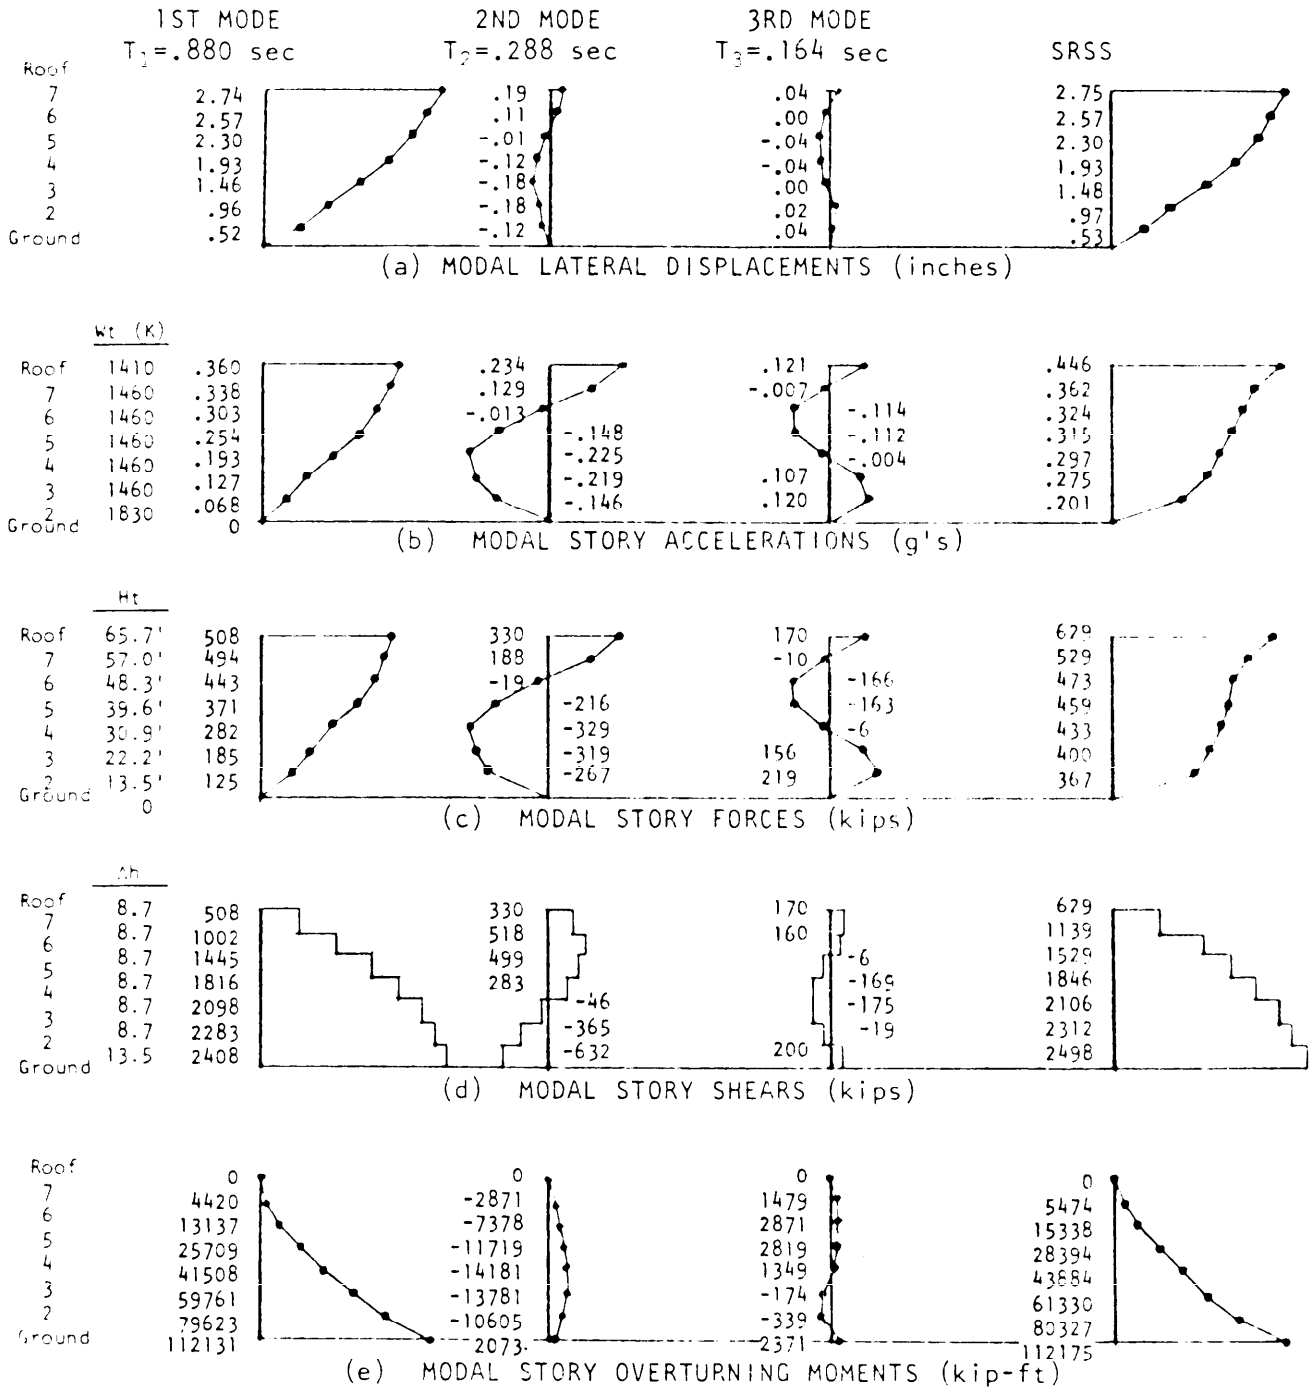 1ST MODE 2ND MODE 3RD MODE
T1=.880 sec T2=.288 sec T3=.164 sec SRSS
Roof
7 2.74 .19 .04 2.75
6 2.57 .11 .00 2.57
5 2.30 -.01 -.04 2.30
4 1.93 -.12 -.04 1.93
3 1.46 -.18 .00 1.48
2 .96 -.18 .02 .97
Ground .52 -.12 .04 .53
(a) MODAL LATERAL DISPLACEMENTS (inches)
Wt (K)
Roof 1410 .360 .234 .121 .446
7 1460 .338 .129 -.007 .362
6 1460 .303 -.013 -.114 .324
5 1460 .254 -.148 -.112 .315
4 1460 .193 -.225 -.004 .297
3 1460 .127 -.219 .107 .275
2 1830 .068 -.146 .120 .201
Ground 0
(b) MODAL STORY ACCELERATIONS (g's)
Ht
Roof 65.7' 508 330 170 679
7 57.0' 494 188 -10 529
6 48.3' 443 -19 -166 473
5 39.6' 371 -216 -163 459
4 30.9' 282 -329 -6 433
3 22.2' 185 -319 156 400
2 13.5' 125 -267 219 367
Ground 0
(c) MODAL STORY FORCES (kips)
Δh
Roof 8.7 508 330 170 679
7 8.7 1002 518 160 1139
6 8.7 1445 499 -6 1529
5 8.7 1816 283 -169 1846
4 8.7 2098 -46 -175 2106
3 8.7 2283 -365 -19 2312
2 13.5 2408 -632 200 2498
Ground
(d) MODAL STORY SHEARS (kips)
Roof 0 0 0 0
7 4420 -2871 1479 5474
6 13137 -7378 2871 15338
5 25709 -11719 2819 28394
4 41508 -14181 1349 43884
3 59761 -13781 -174 61330
2 79623 -10605 -339 80327
Ground 112131 2073 2371 112175
(e) MODAL STORY OVERTURNING MOMENTS (kip-ft)